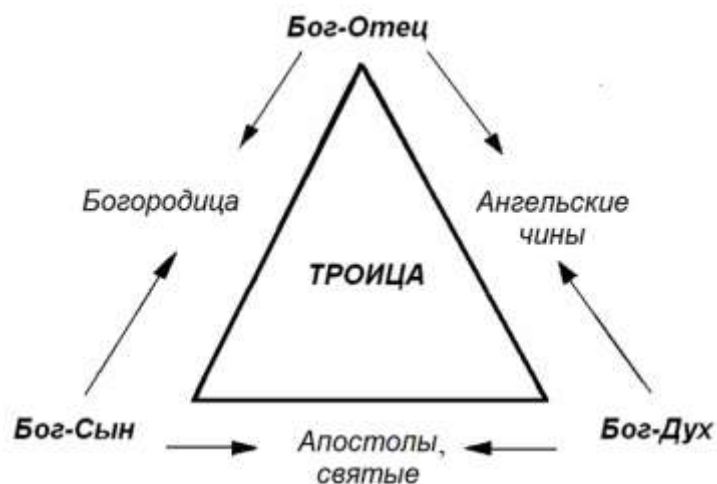 Бог-Отец
Богородица
Ангельские
чины
ТРОИЦА
Бог-Сын
Апостолы,
святые
Бог-Дух